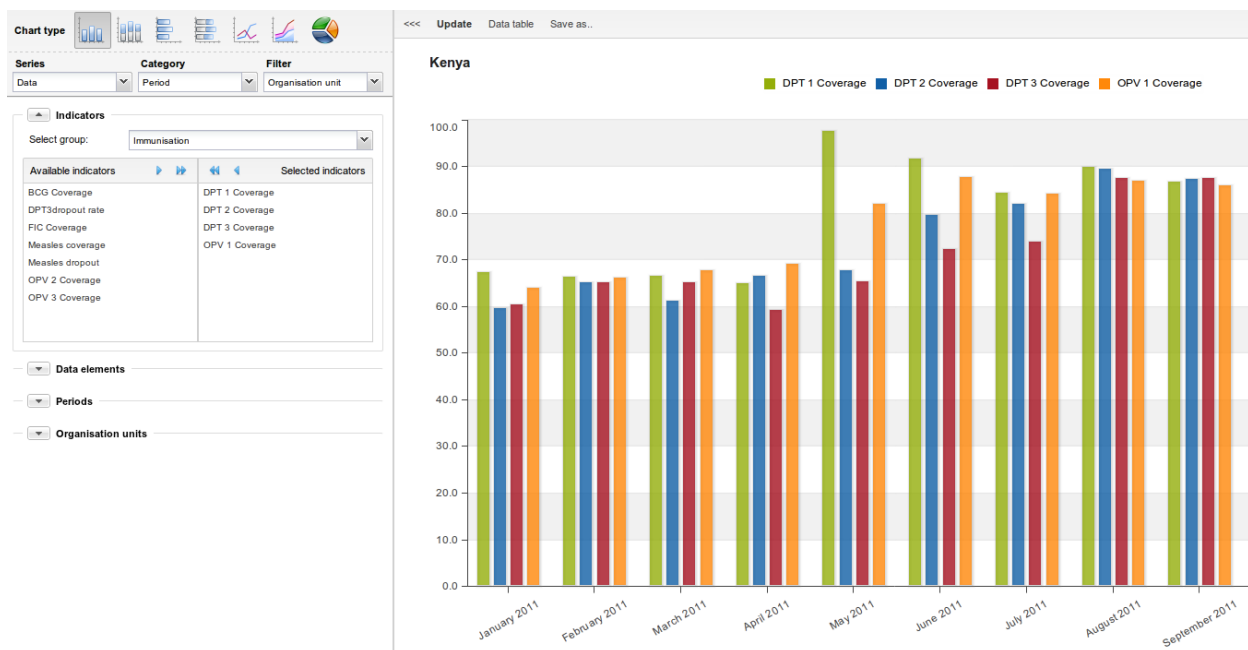 Chart type
<<< Update Data table Save as..
Series Category Filter
Data Period Organisation unit
Indicators
Select group: Immunisation
Available indicators Selected indicators
BCG Coverage
DPT3dropout rate
FIC Coverage
Measles coverage
Measles dropout
OPV 2 Coverage
OPV 3 Coverage
DPT 1 Coverage
DPT 2 Coverage
DPT 3 Coverage
OPV 1 Coverage
Data elements
Periods
Organisation units
Kenya
DPT 1 Coverage DPT 2 Coverage DPT 3 Coverage OPV 1 Coverage
100.0
90.0
80.0
70.0
60.0
50.0
40.0
30.0
20.0
10.0
0.0
January 2011 February 2011 March 2011 April 2011 May 2011 June 2011 July 2011 August 2011 September 2011